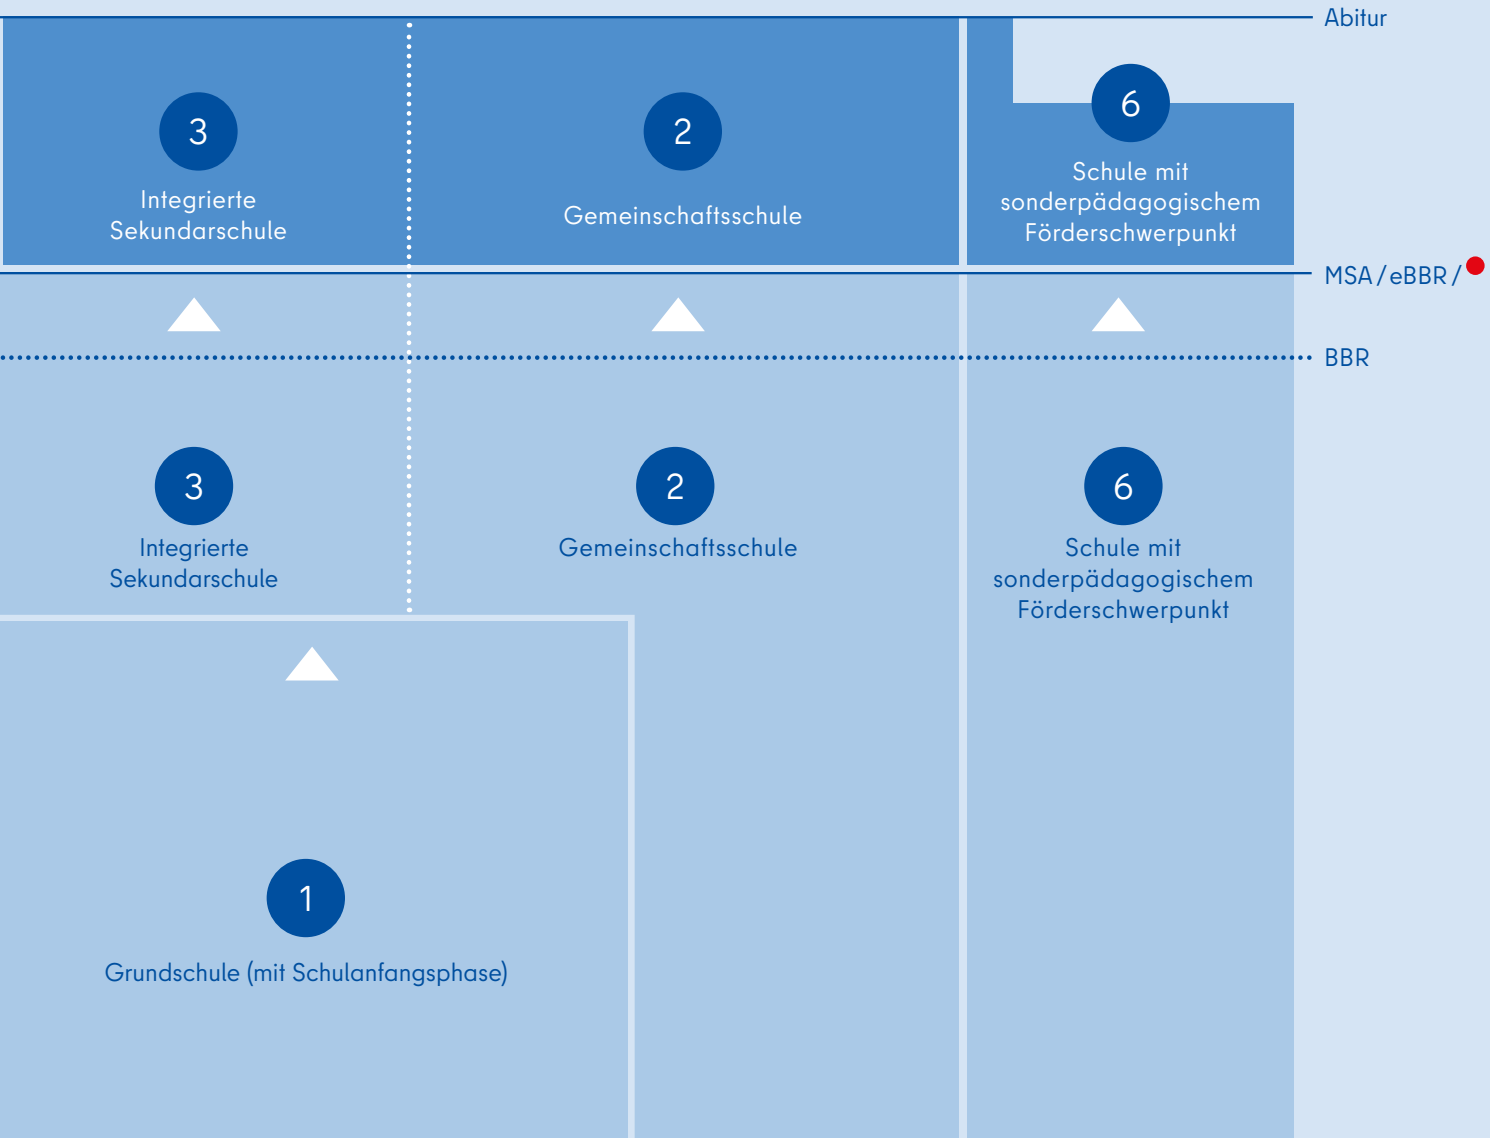 Abitur
3
Integrierte
Sekundarschule
2
Gemeinschaftsschule
6
Schule mit
sonderpädagogischem
Förderschwerpunkt
MSA / eBBR /
BBR
3
Integrierte
Sekundarschule
2
Gemeinschaftsschule
6
Schule mit
sonderpädagogischem
Förderschwerpunkt
1
Grundschule (mit Schulanfangsphase)